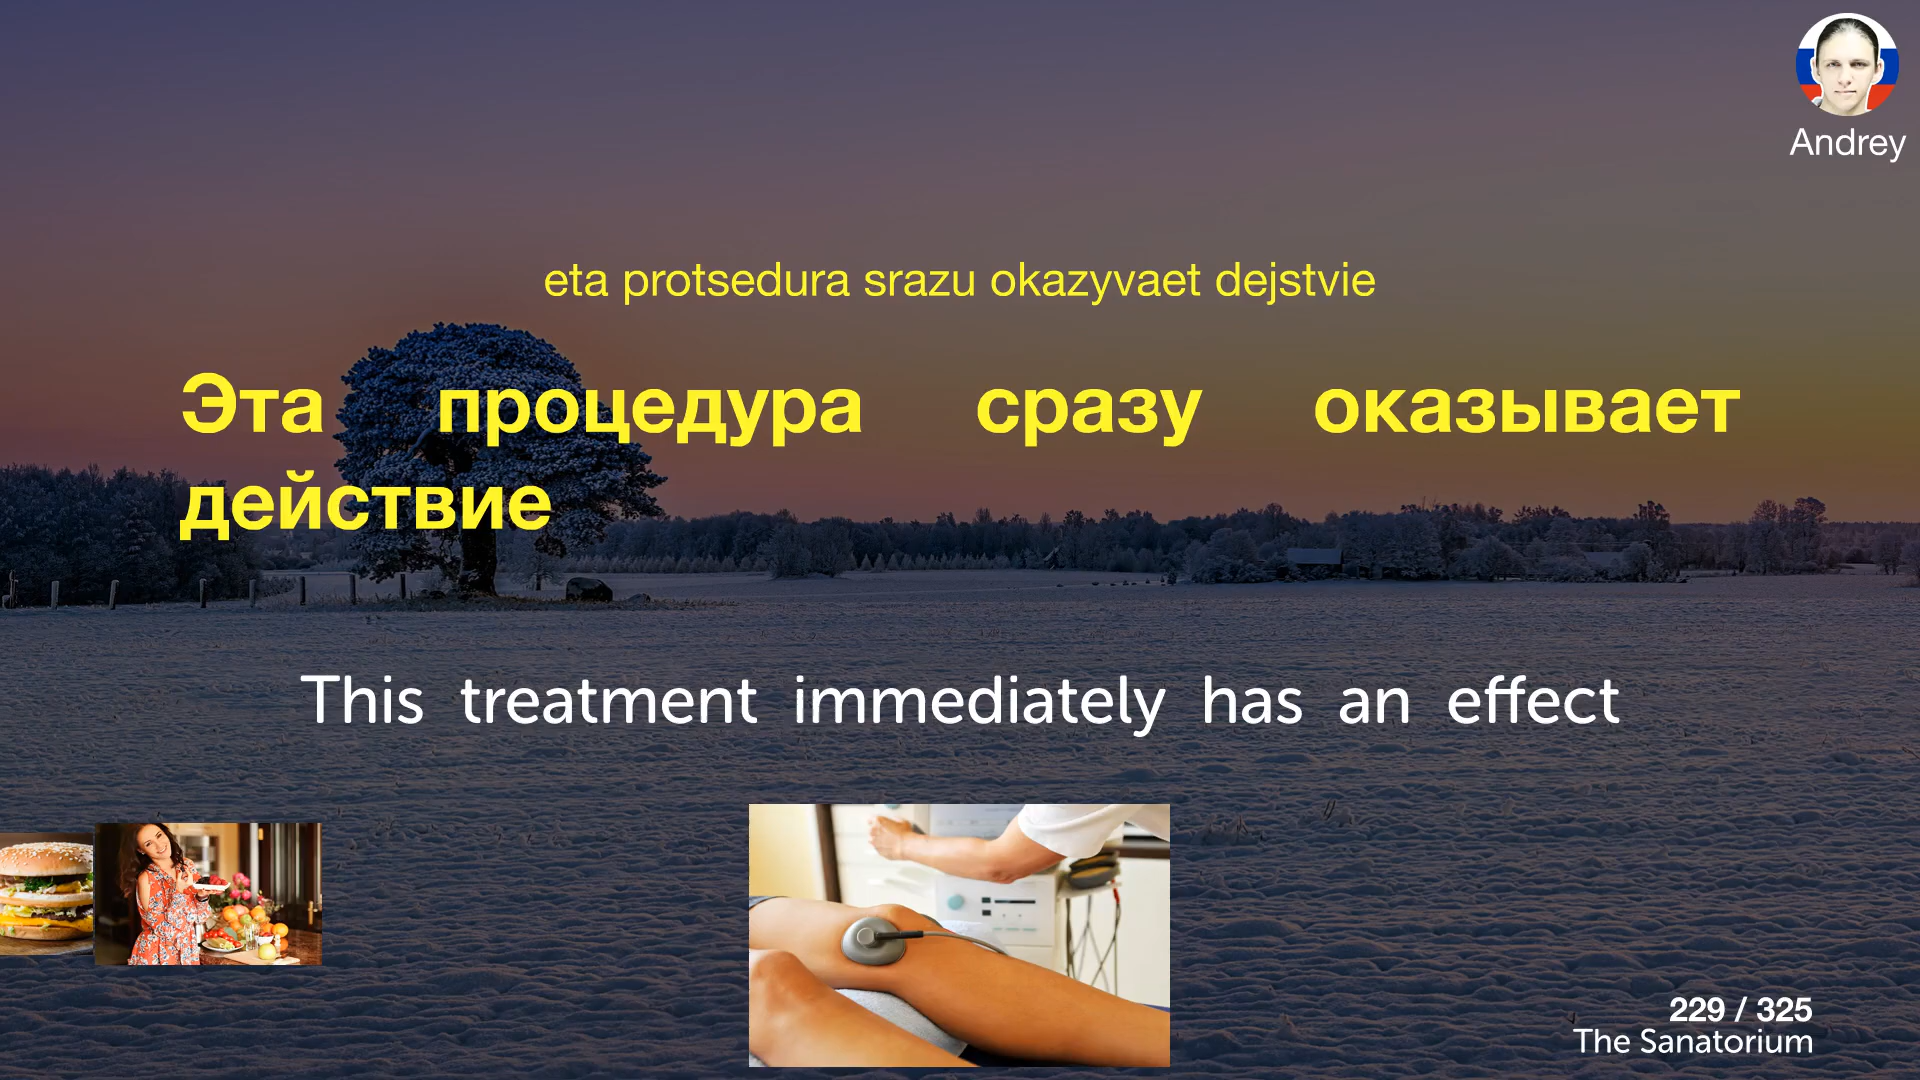 Andrey
eta protsedura srazu okazyvaet dejstvie
Эта процедура сразу оказывает
действие
This treatment immediately has an effect
229 / 325
The Sanatorium